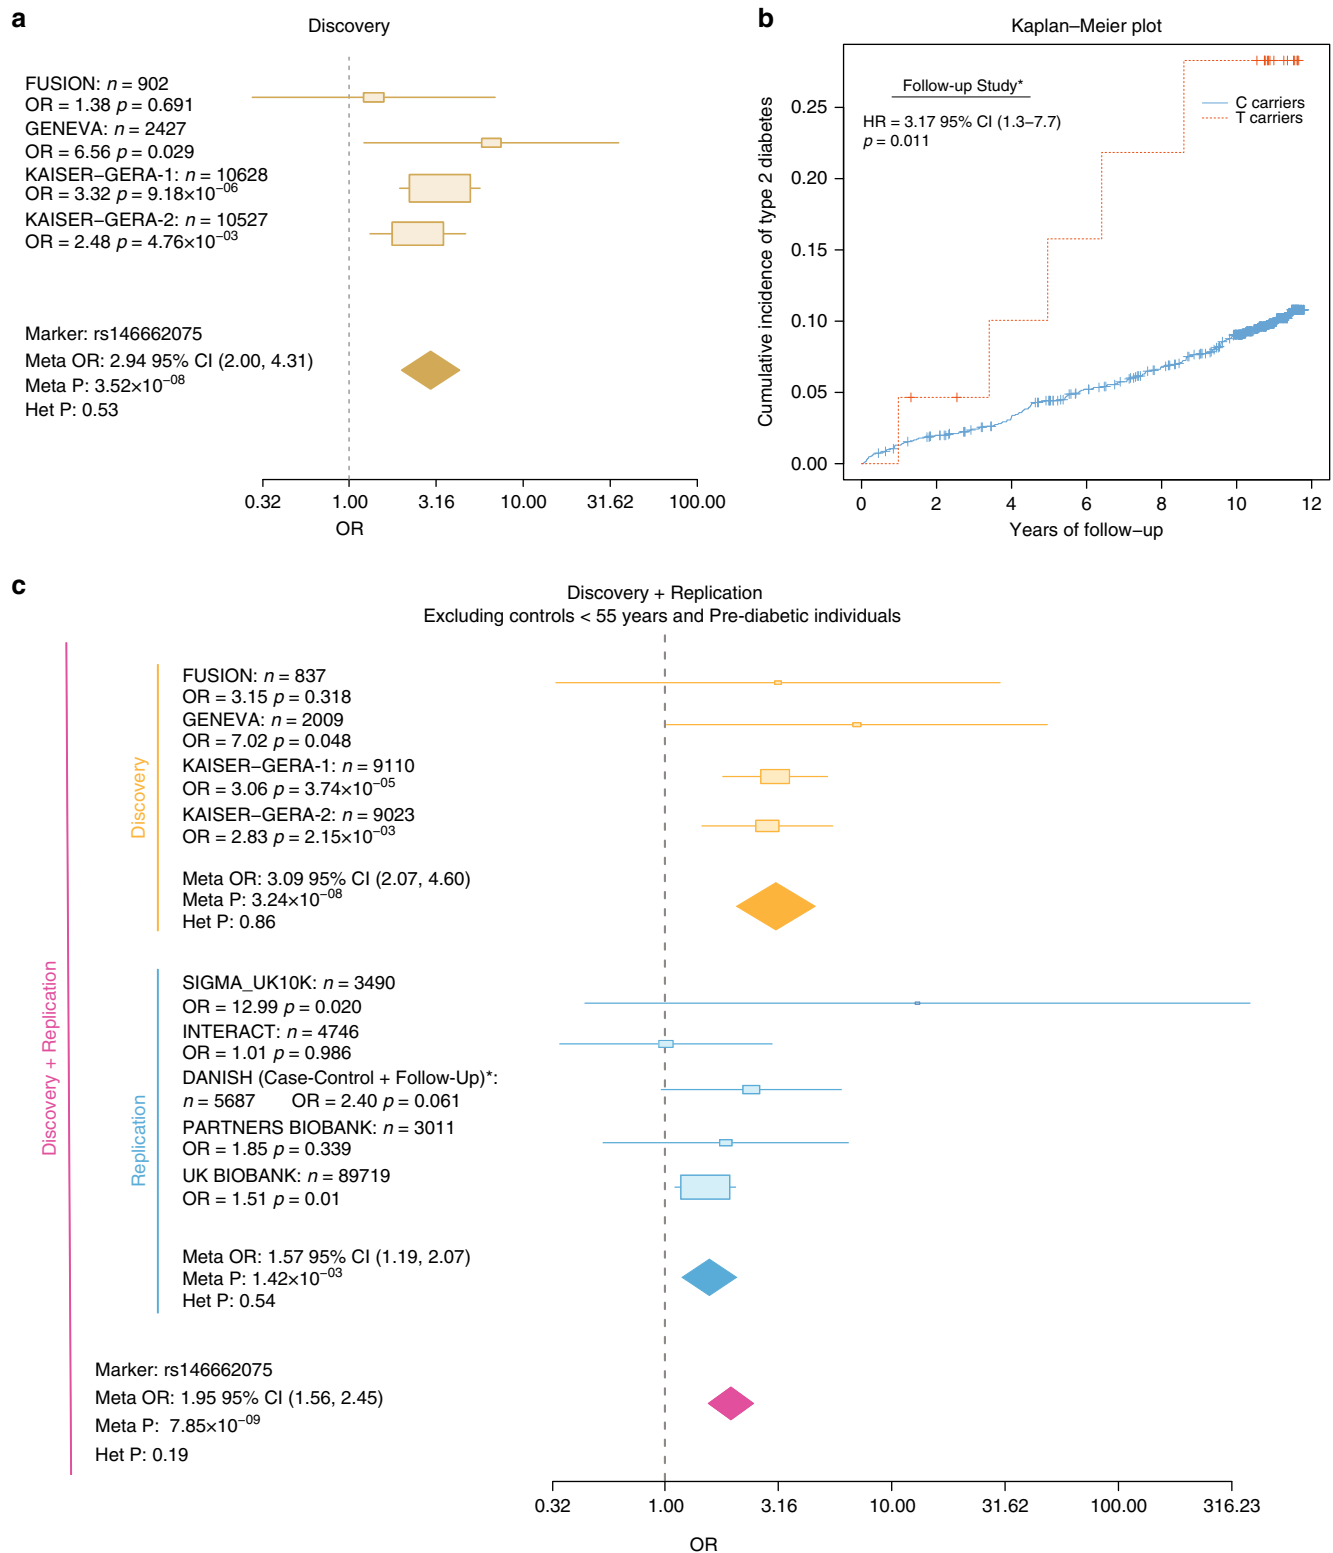 a
Discovery
FUSION: n = 902
OR = 1.38 p = 0.691
GENEVA: n = 2427
OR = 6.56 p = 0.029
KAISER–GERA-1: n = 10628
OR = 3.32 p = 9.18×10⁻⁰⁶
KAISER–GERA-2: n = 10527
OR = 2.48 p = 4.76×10⁻⁰³
Marker: rs146662075
Meta OR: 2.94 95% CI (2.00, 4.31)
Meta P: 3.52×10⁻⁰⁸
Het P: 0.53
0.32 1.00 3.16 10.00 31.62 100.00
OR
b
Kaplan–Meier plot
Follow-up Study*
HR = 3.17 95% CI (1.3–7.7)
p = 0.011
C carriers
T carriers
Cumulative incidence of type 2 diabetes
0.25
0.20
0.15
0.10
0.05
0.00
0 2 4 6 8 10 12
Years of follow–up
c
Discovery + Replication
Excluding controls < 55 years and Pre-diabetic individuals
Discovery + Replication
Discovery
FUSION: n = 837
OR = 3.15 p = 0.318
GENEVA: n = 2009
OR = 7.02 p = 0.048
KAISER–GERA-1: n = 9110
OR = 3.06 p = 3.74×10⁻⁰⁵
KAISER–GERA-2: n = 9023
OR = 2.83 p = 2.15×10⁻⁰³
Meta OR: 3.09 95% CI (2.07, 4.60)
Meta P: 3.24×10⁻⁰⁸
Het P: 0.86
Replication
SIGMA_UK10K: n = 3490
OR = 12.99 p = 0.020
INTERACT: n = 4746
OR = 1.01 p = 0.986
DANISH (Case-Control + Follow-Up)*:
n = 5687 OR = 2.40 p = 0.061
PARTNERS BIOBANK: n = 3011
OR = 1.85 p = 0.339
UK BIOBANK: n = 89719
OR = 1.51 p = 0.01
Meta OR: 1.57 95% CI (1.19, 2.07)
Meta P: 1.42×10⁻⁰³
Het P: 0.54
Marker: rs146662075
Meta OR: 1.95 95% CI (1.56, 2.45)
Meta P: 7.85×10⁻⁰⁹
Het P: 0.19
0.32 1.00 3.16 10.00 31.62 100.00 316.23
OR